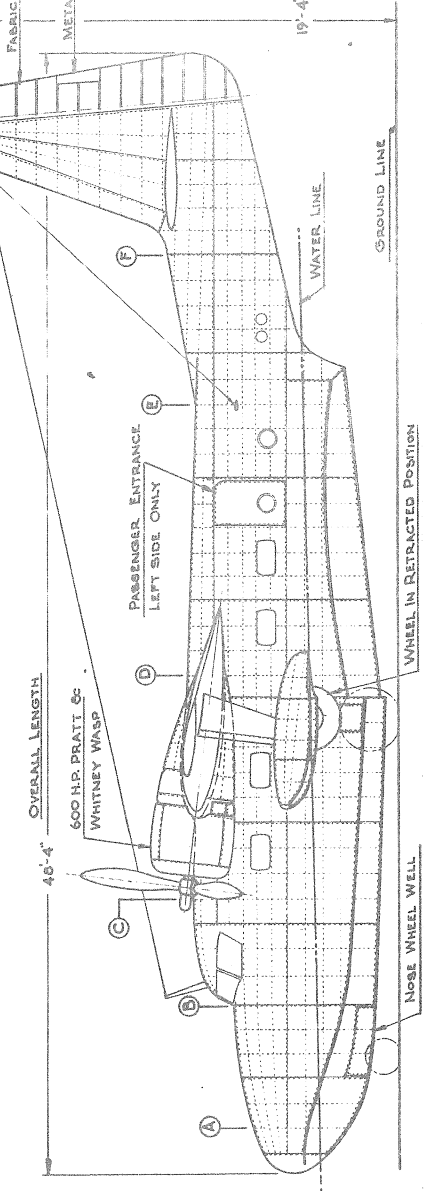 FABRIC
META
19'-4
OVERALL LENGTH
48'-4"
600 H.P. PRATT &c
WHITNEY WASP
PASSENGER ENTRANCE
LEFT SIDE ONLY
WATER LINE
GROUND LINE
WHEEL IN RETRACTED POSITION
NOSE WHEEL WELL
A
B
C
D
E
F